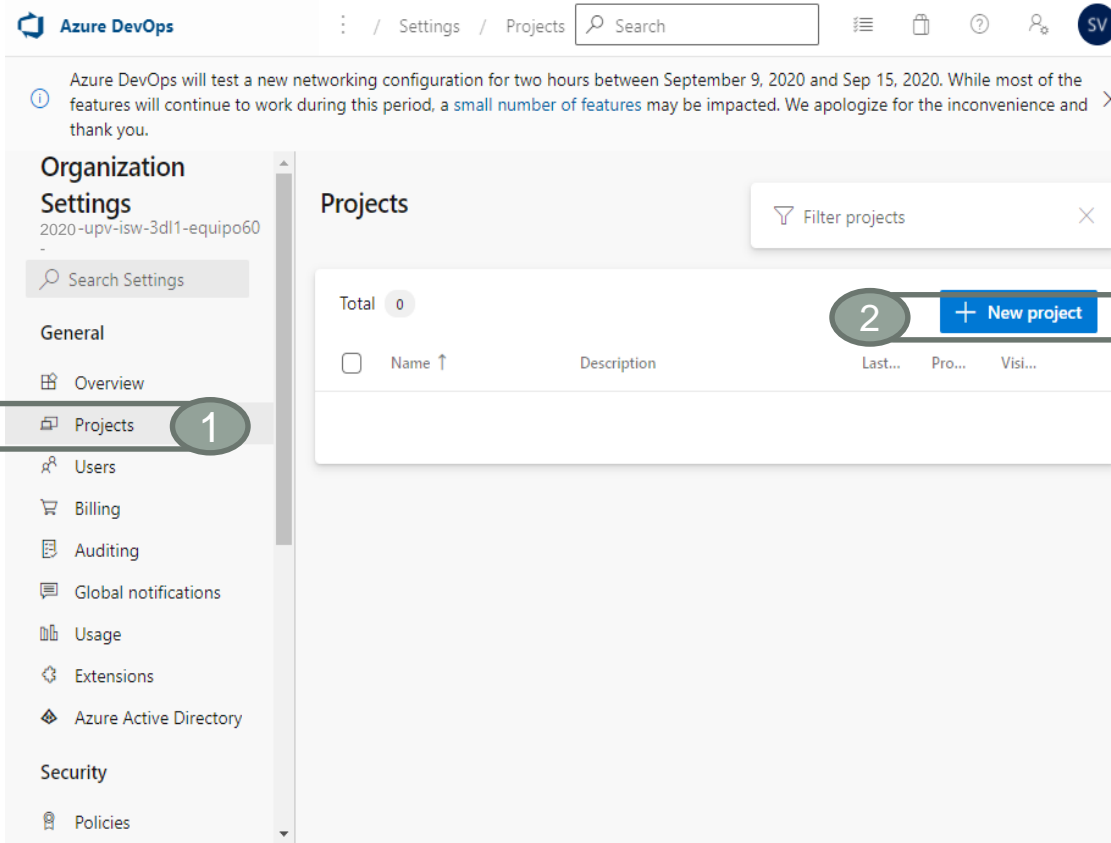 Azure DevOps
/ Settings / Projects
Search
SV
Azure DevOps will test a new networking configuration for two hours between September 9, 2020 and Sep 15, 2020. While most of the
features will continue to work during this period, a small number of features may be impacted. We apologize for the inconvenience and
thank you.
Organization
Settings
2020-upv-isw-3dl1-equipo60
-
Search Settings
General
Overview
Projects
1
Users
Billing
Auditing
Global notifications
Usage
Extensions
Azure Active Directory
Security
Policies
Projects
Filter projects
Total 0
2
+ New project
Name ↑ Description Last... Pro... Visi...